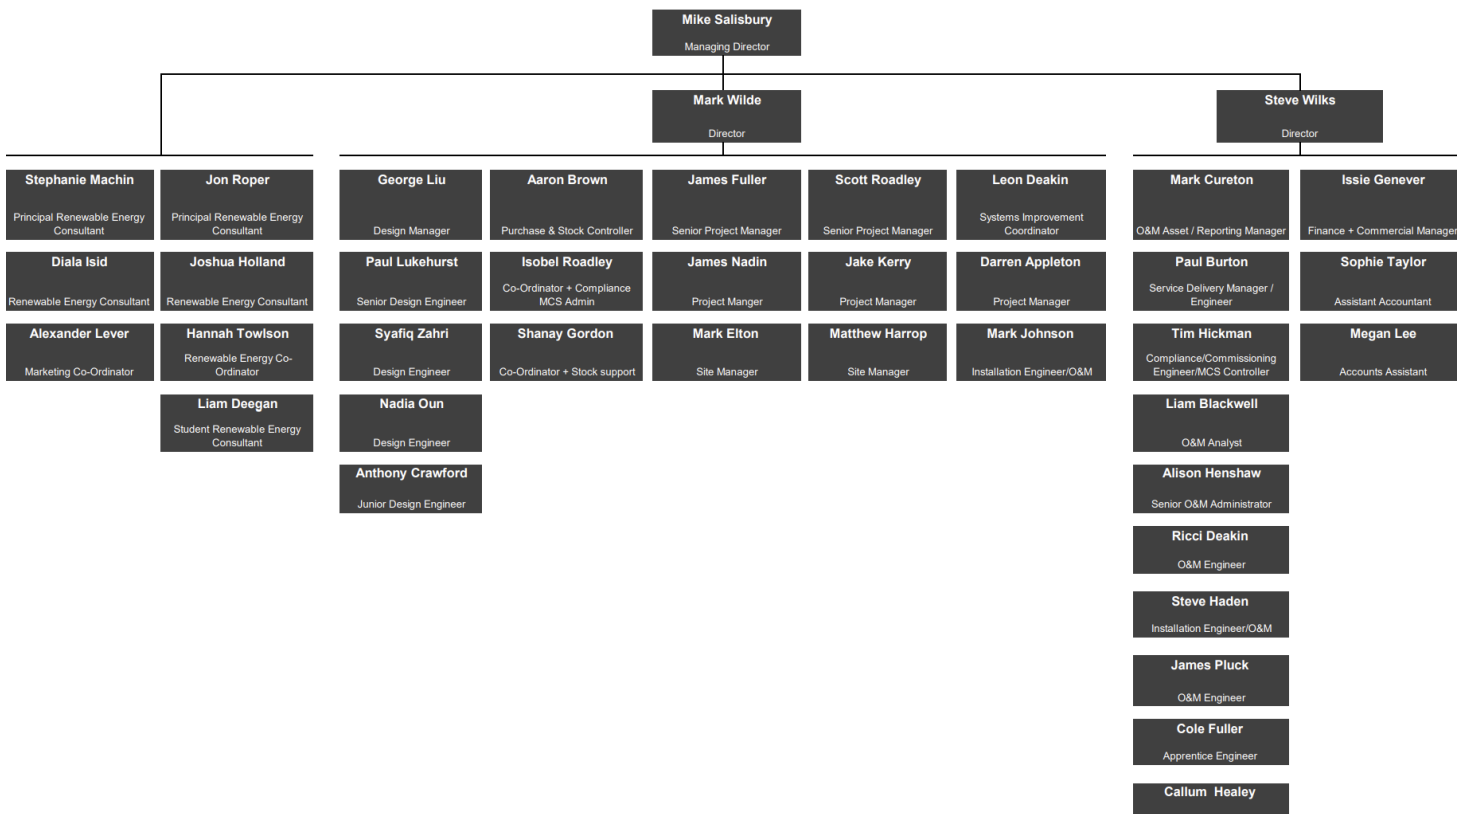 Mike Salisbury
Managing Director
Mark Wilde
Director
Steve Wilks
Director
Stephanie Machin
Principal Renewable Energy
Consultant
Jon Roper
Principal Renewable Energy
Consultant
George Liu
Design Manager
Aaron Brown
Purchase & Stock Controller
James Fuller
Senior Project Manager
Scott Roadley
Senior Project Manager
Leon Deakin
Systems Improvement
Coordinator
Mark Cureton
O&M Asset / Reporting Manager
Issie Genever
Finance + Commercial Manager
Diala Isid
Renewable Energy Consultant
Joshua Holland
Renewable Energy Consultant
Paul Lukehurst
Senior Design Engineer
Isobel Roadley
Co-Ordinator + Compliance
MCS Admin
James Nadin
Project Manger
Jake Kerry
Project Manager
Darren Appleton
Project Manager
Paul Burton
Service Delivery Manager /
Engineer
Sophie Taylor
Assistant Accountant
Alexander Lever
Marketing Co-Ordinator
Hannah Towlson
Renewable Energy Co-
Ordinator
Syafiq Zahri
Design Engineer
Shanay Gordon
Co-Ordinator + Stock support
Mark Elton
Site Manager
Matthew Harrop
Site Manager
Mark Johnson
Installation Engineer/O&M
Tim Hickman
Compliance/Commissioning
Engineer/MCS Controller
Megan Lee
Accounts Assistant
Liam Deegan
Student Renewable Energy
Consultant
Nadia Oun
Design Engineer
Liam Blackwell
O&M Analyst
Anthony Crawford
Junior Design Engineer
Alison Henshaw
Senior O&M Administrator
Ricci Deakin
O&M Engineer
Steve Haden
Installation Engineer/O&M
James Pluck
O&M Engineer
Cole Fuller
Apprentice Engineer
Callum Healey